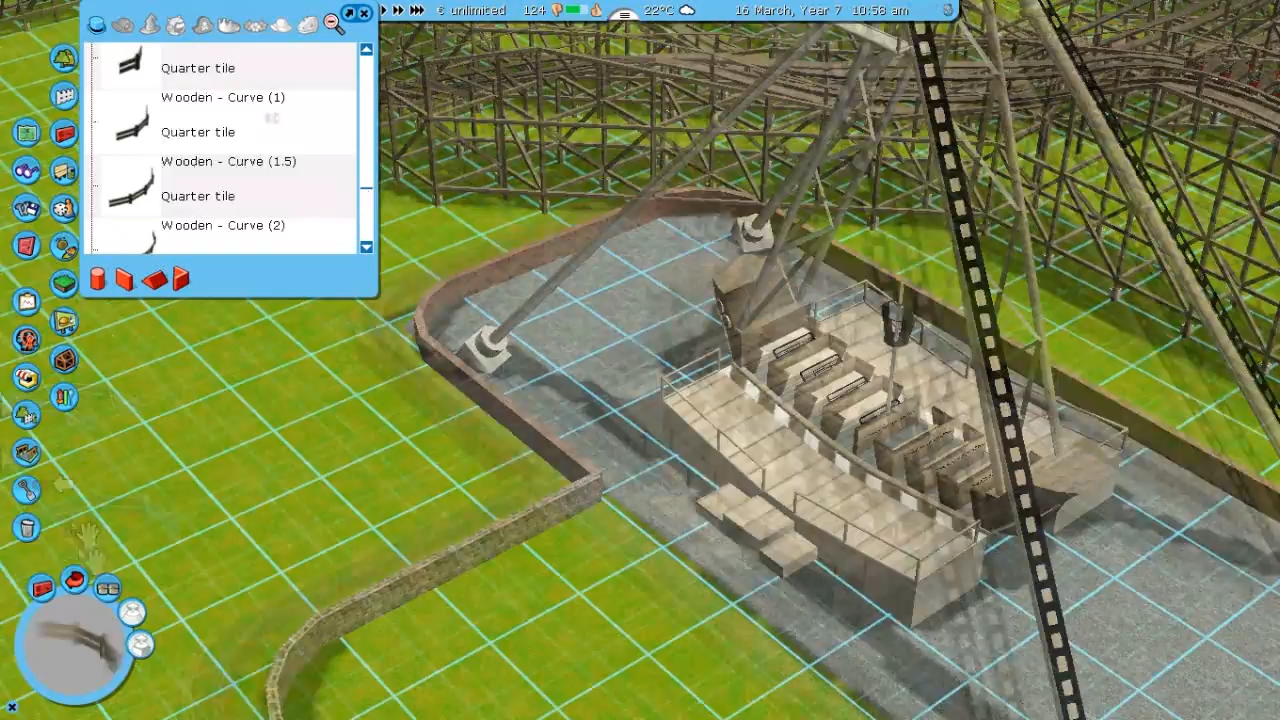 € unlimited 124 22°C 16 March, Year 7 10:58 am
Quarter tile
Wooden - Curve (1)
Quarter tile
Wooden - Curve (1.5)
Quarter tile
Wooden - Curve (2)